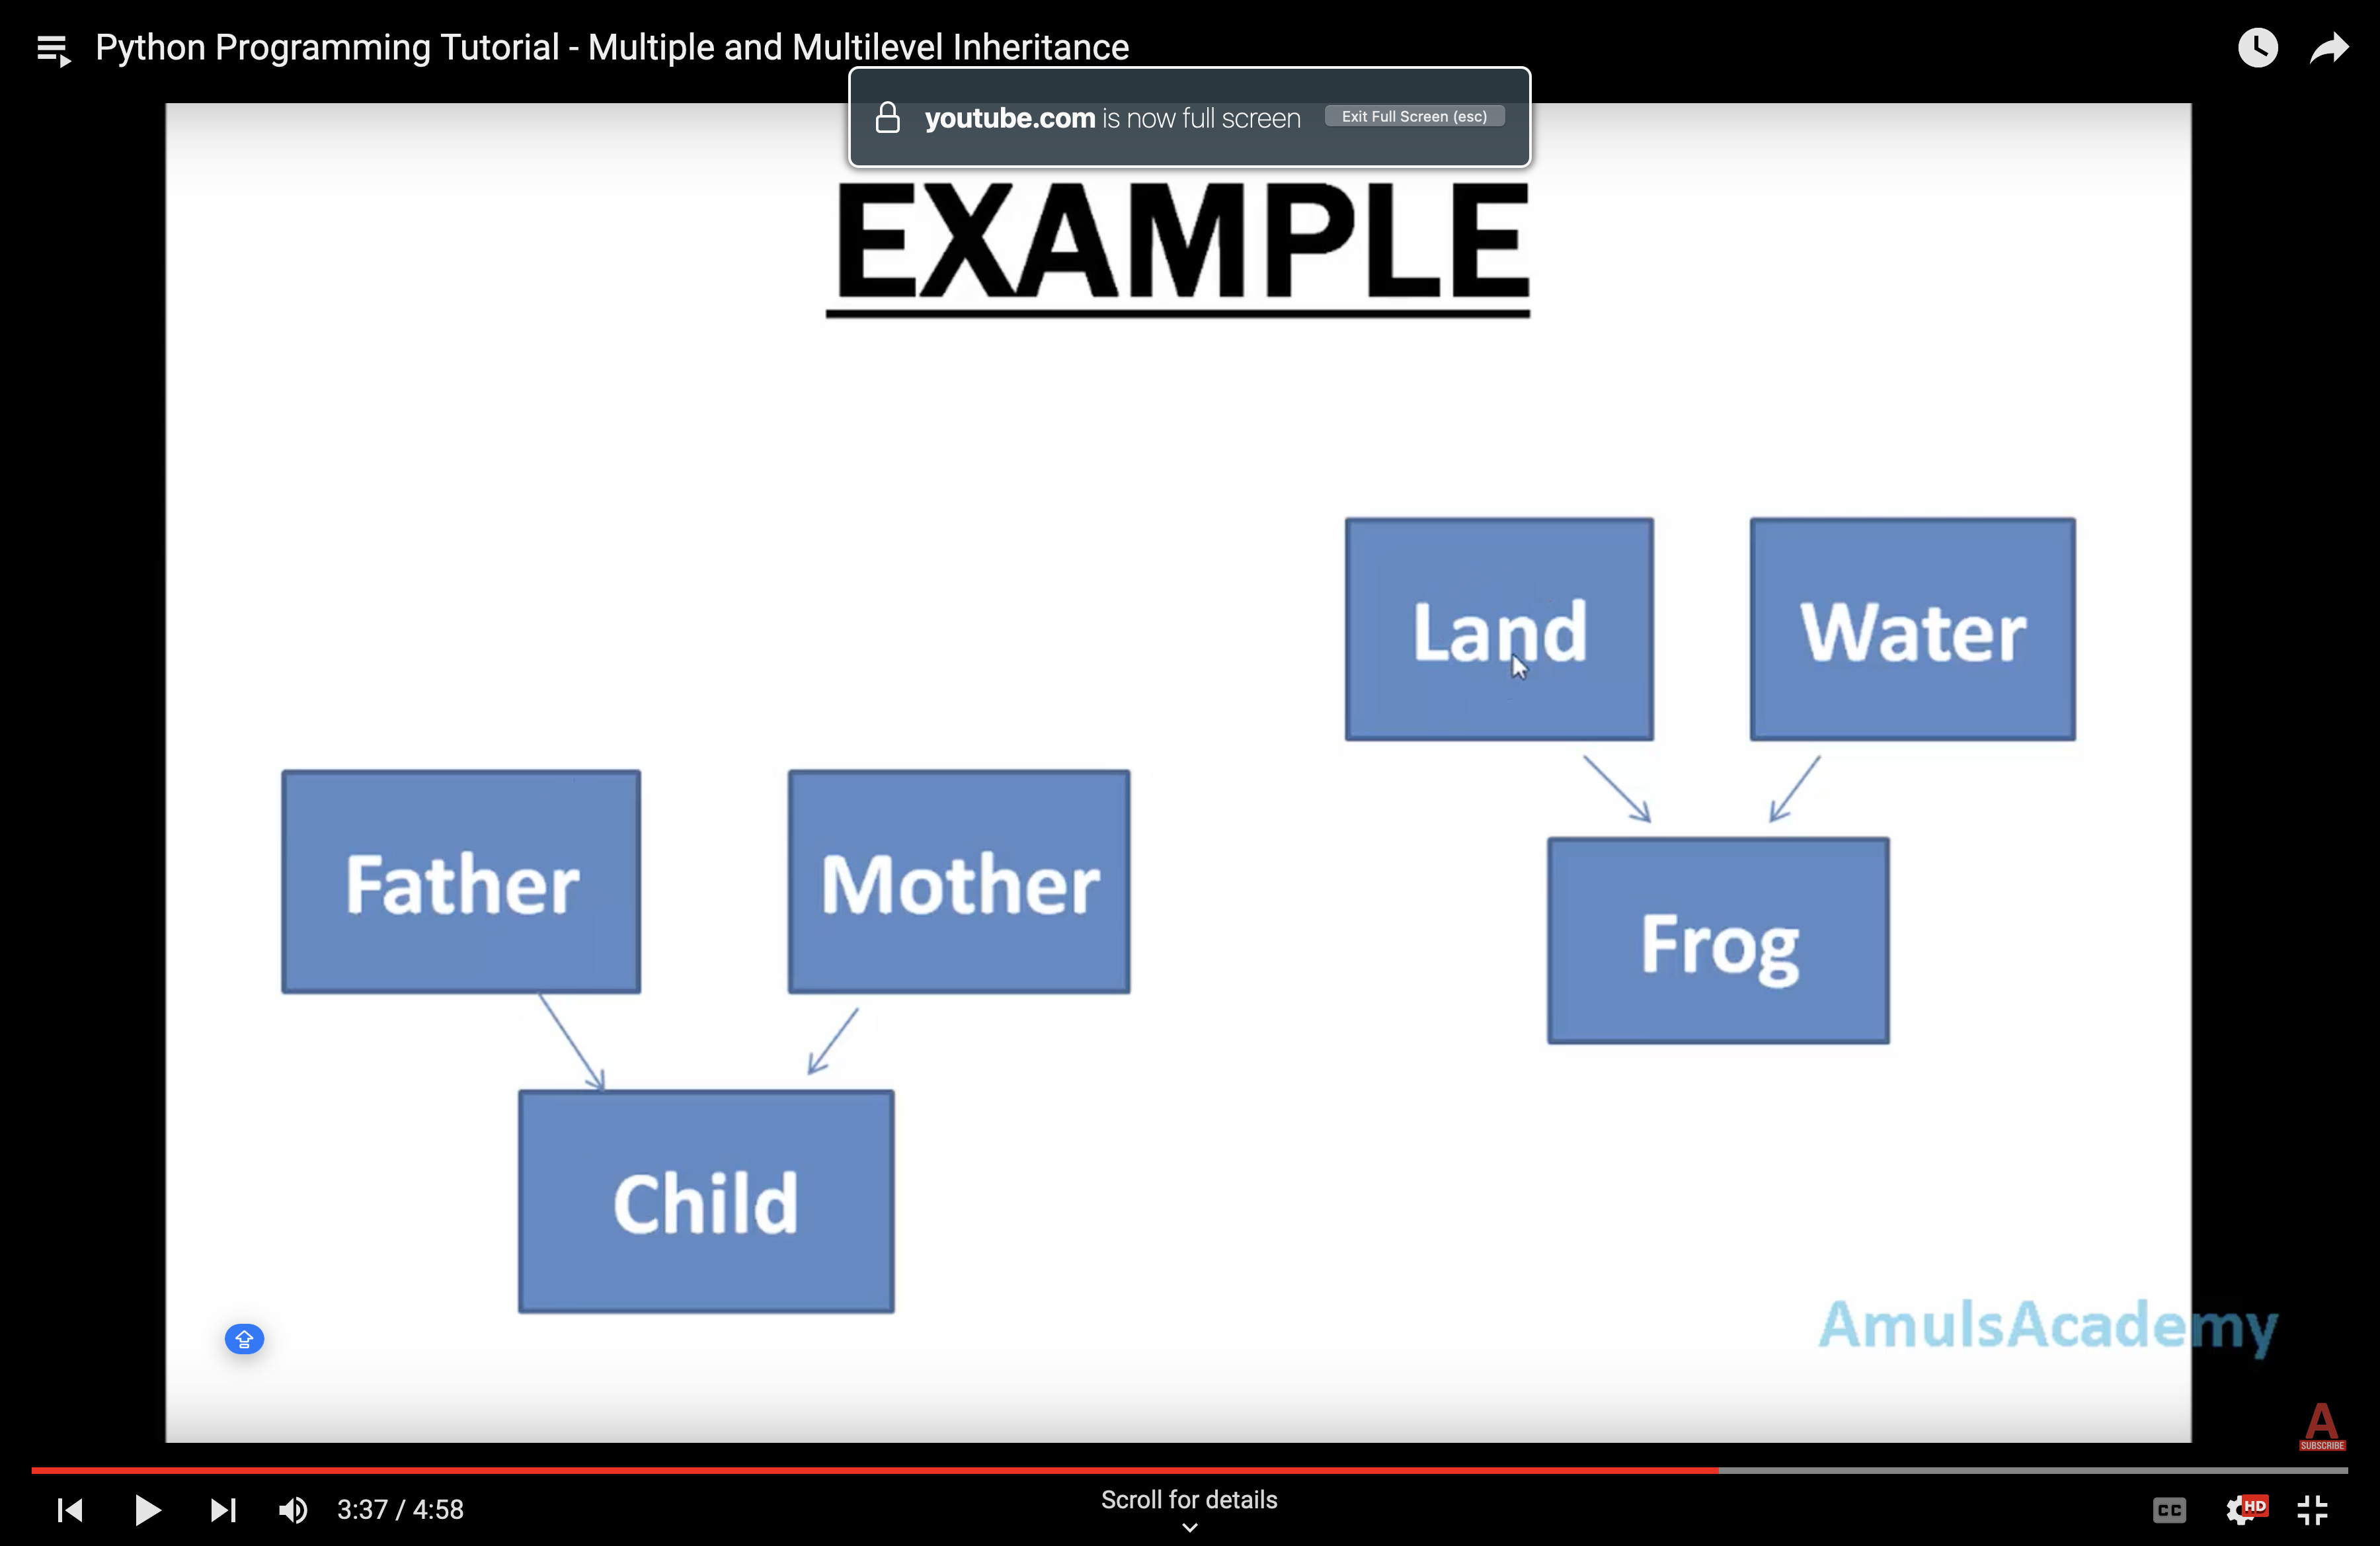 Python Programming Tutorial - Multiple and Multilevel Inheritance
youtube.com is now full screen
Exit Full Screen (esc)
EXAMPLE
Land
Water
Father
Mother
Frog
Child
AmulsAcademy
A
SUBSCRIBE
3:37 / 4:58
Scroll for details
CC
HD